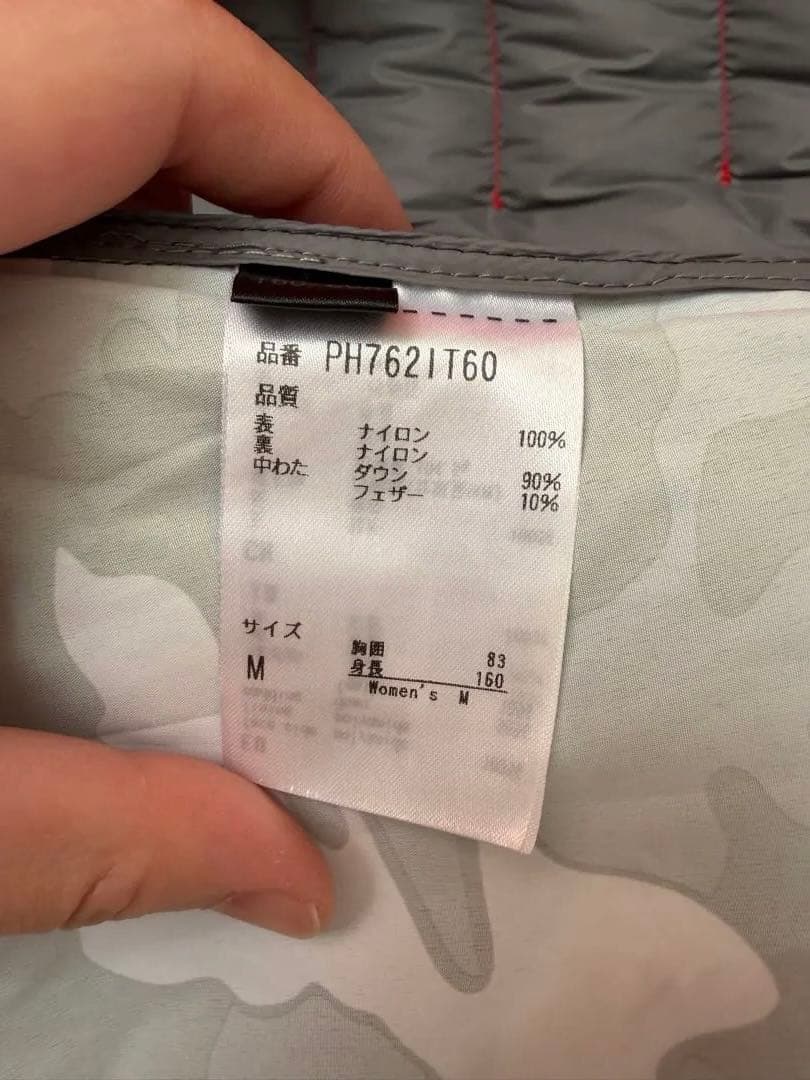 品番 PH762IT60
品質
表 ナイロン 100%
裏 ナイロン
中わた ダウン 90%
フェザー 10%
サイズ
M 胸囲 83
身長 160
Women's M